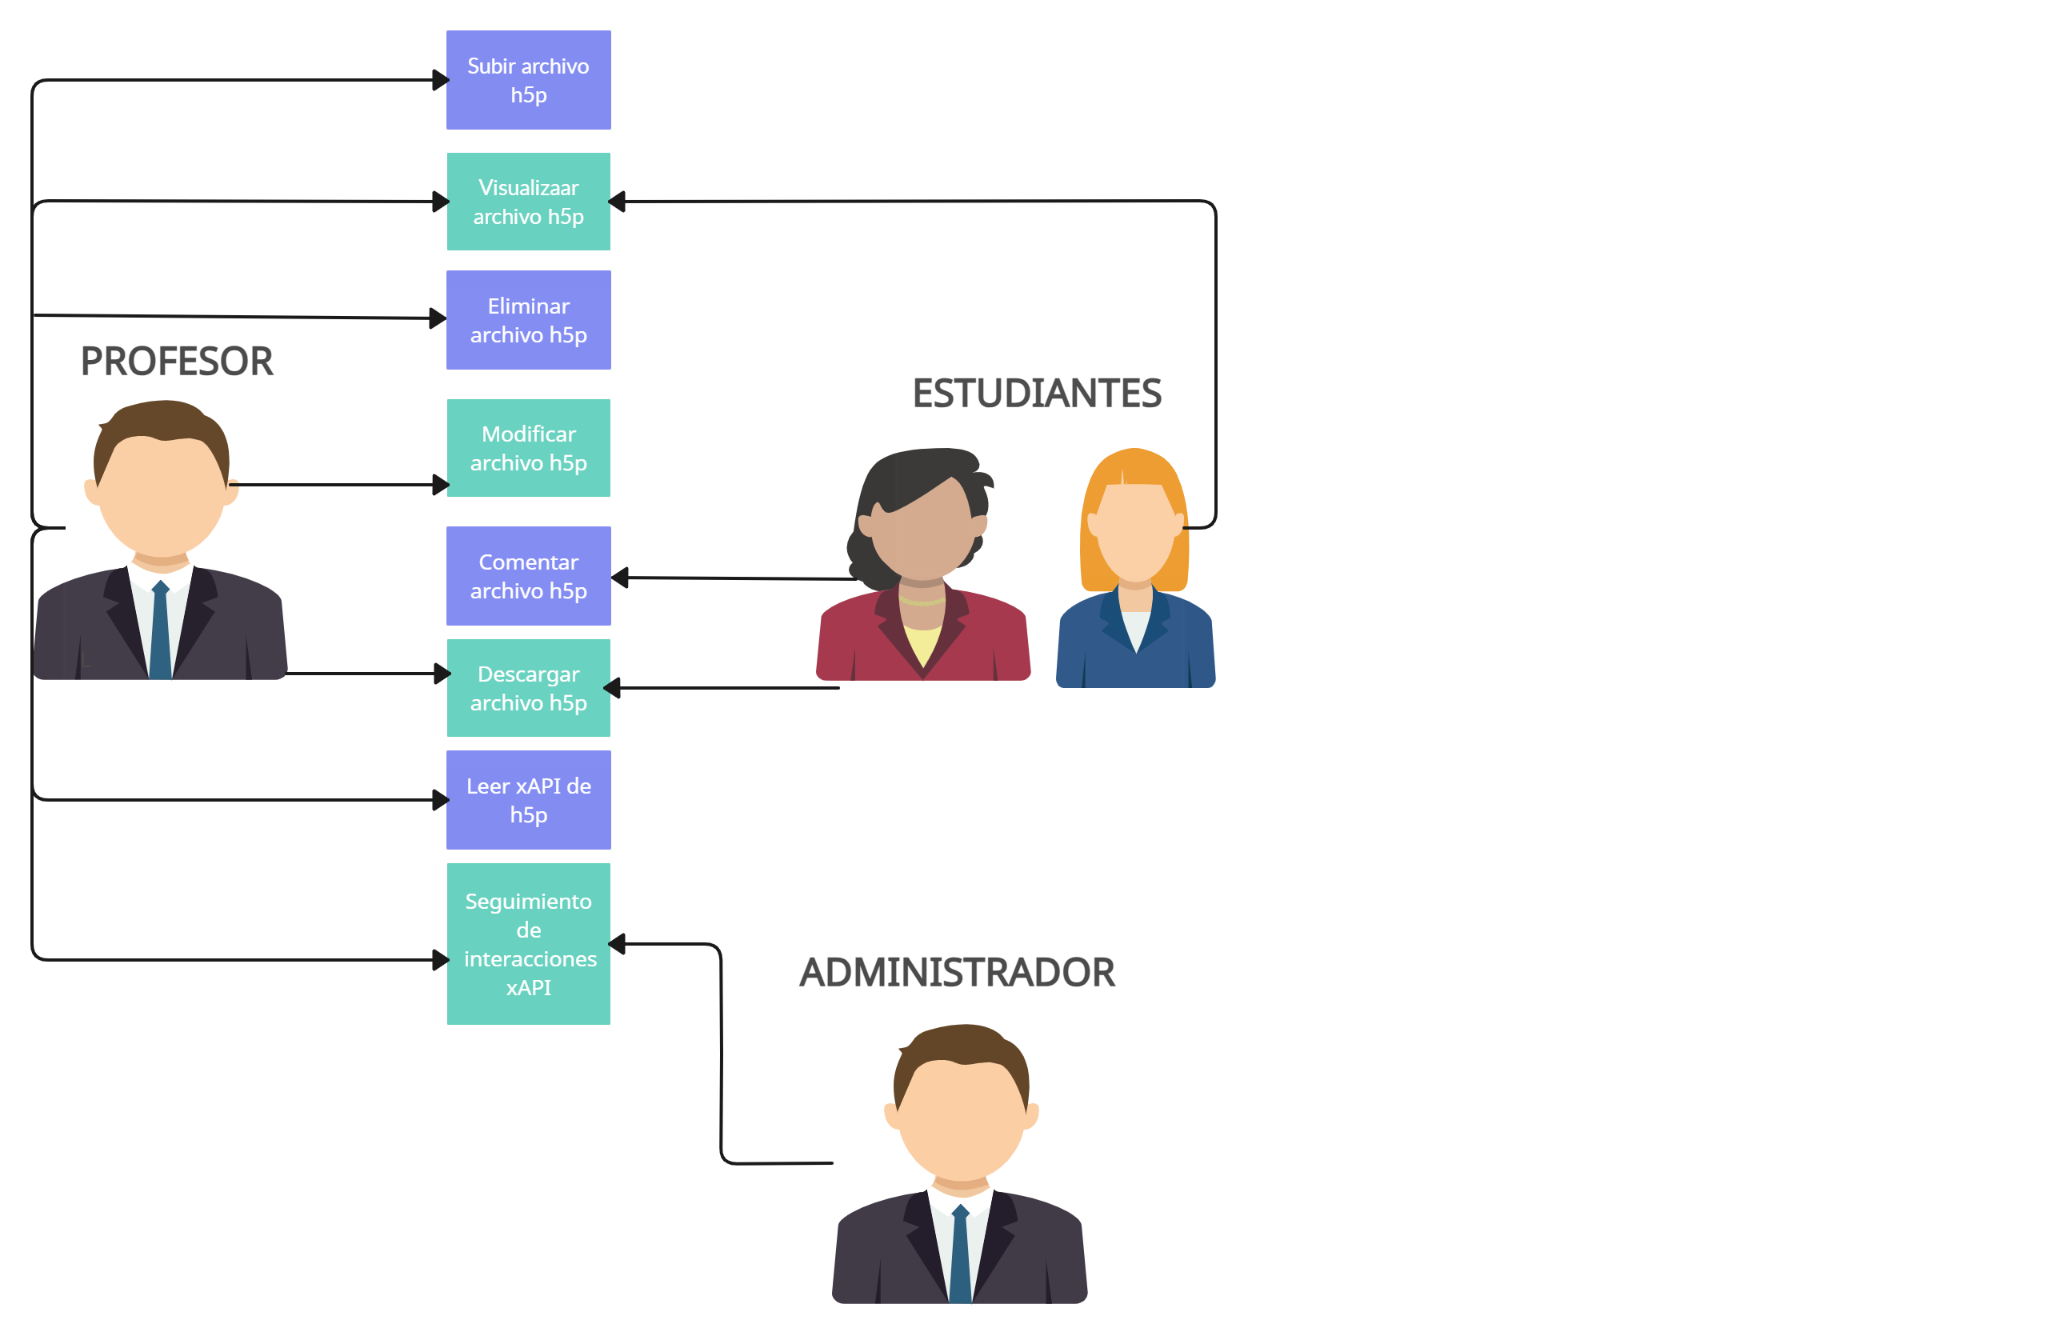 Subir archivo
h5p
Visualizaar
archivo h5p
Eliminar
archivo h5p
PROFESOR
ESTUDIANTES
Modificar
archivo h5p
Comentar
archivo h5p
Descargar
archivo h5p
Leer xAPI de
h5p
Seguimiento
de
interacciones
xAPI
ADMINISTRADOR